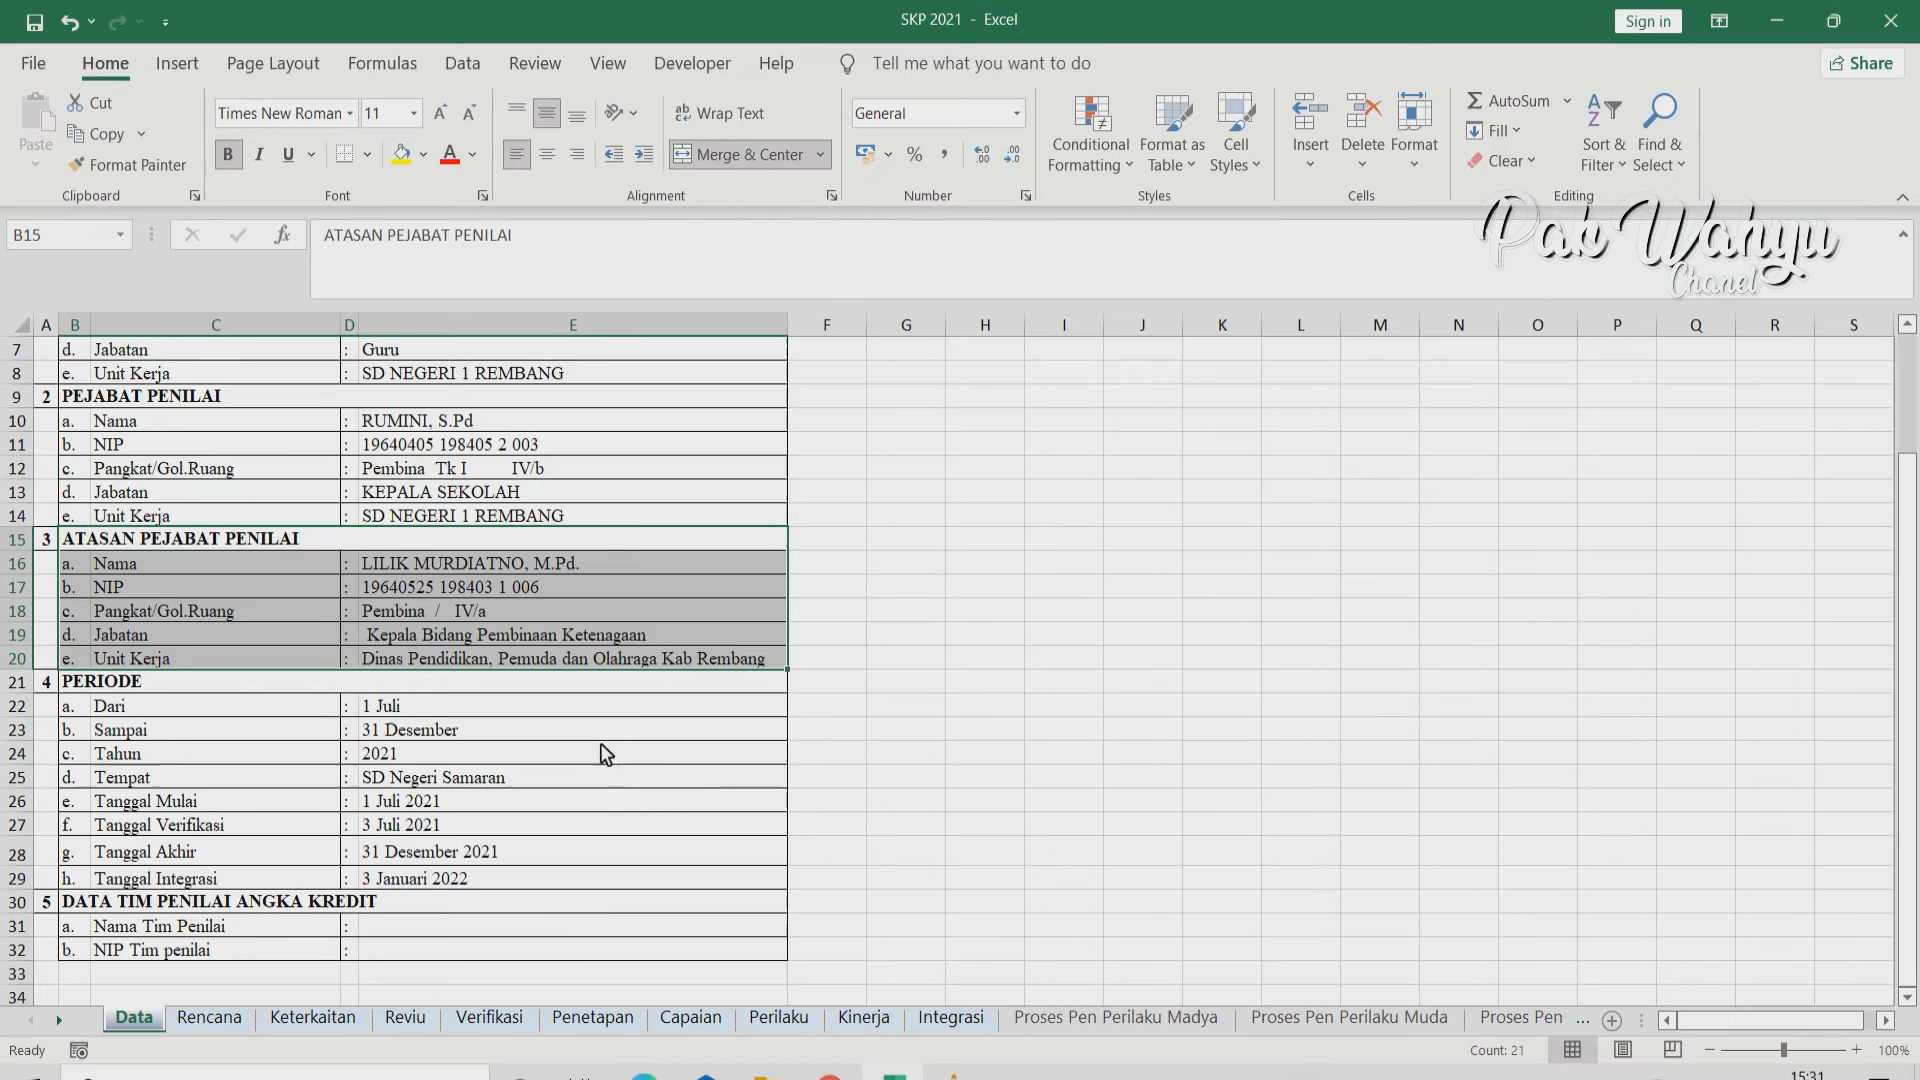 SKP 2021 - Excel
Sign in
File Home Insert Page Layout Formulas Data Review View Developer Help Tell me what you want to do Share
Paste
Cut
Copy
Format Painter
Clipboard
Times New Roman 11
B I U
Font
Wrap Text
Merge & Center
Alignment
General
Number
Conditional Formatting
Format as Table
Cell Styles
Styles
Insert Delete Format
Cells
AutoSum
Fill
Clear
Sort & Filter
Find & Select
Editing
Pak Wahyu
Chanel
B15 fx ATASAN PEJABAT PENILAI
A B C D E F G H I J K L M N O P Q R S
7 d. Jabatan : Guru
8 e. Unit Kerja : SD NEGERI 1 REMBANG
9 2 PEJABAT PENILAI
10 a. Nama : RUMINI, S.Pd
11 b. NIP : 19640405 198405 2 003
12 c. Pangkat/Gol.Ruang : Pembina Tk I IV/b
13 d. Jabatan : KEPALA SEKOLAH
14 e. Unit Kerja : SD NEGERI 1 REMBANG
15 3 ATASAN PEJABAT PENILAI
16 a. Nama : LILIK MURDIATNO, M.Pd.
17 b. NIP : 19640525 198403 1 006
18 c. Pangkat/Gol.Ruang : Pembina / IV/a
19 d. Jabatan : Kepala Bidang Pembinaan Ketenagaan
20 e. Unit Kerja : Dinas Pendidikan, Pemuda dan Olahraga Kab Rembang
21 4 PERIODE
22 a. Dari : 1 Juli
23 b. Sampai : 31 Desember
24 c. Tahun : 2021
25 d. Tempat : SD Negeri Samaran
26 e. Tanggal Mulai : 1 Juli 2021
27 f. Tanggal Verifikasi : 3 Juli 2021
28 g. Tanggal Akhir : 31 Desember 2021
29 h. Tanggal Integrasi : 3 Januari 2022
30 5 DATA TIM PENILAI ANGKA KREDIT
31 a. Nama Tim Penilai :
32 b. NIP Tim penilai :
33
34
Data Rencana Keterkaitan Reviu Verifikasi Penetapan Capaian Perilaku Kinerja Integrasi Proses Pen Perilaku Madya Proses Pen Perilaku Muda Proses Pen ...
Ready Count: 21 100%
15:31